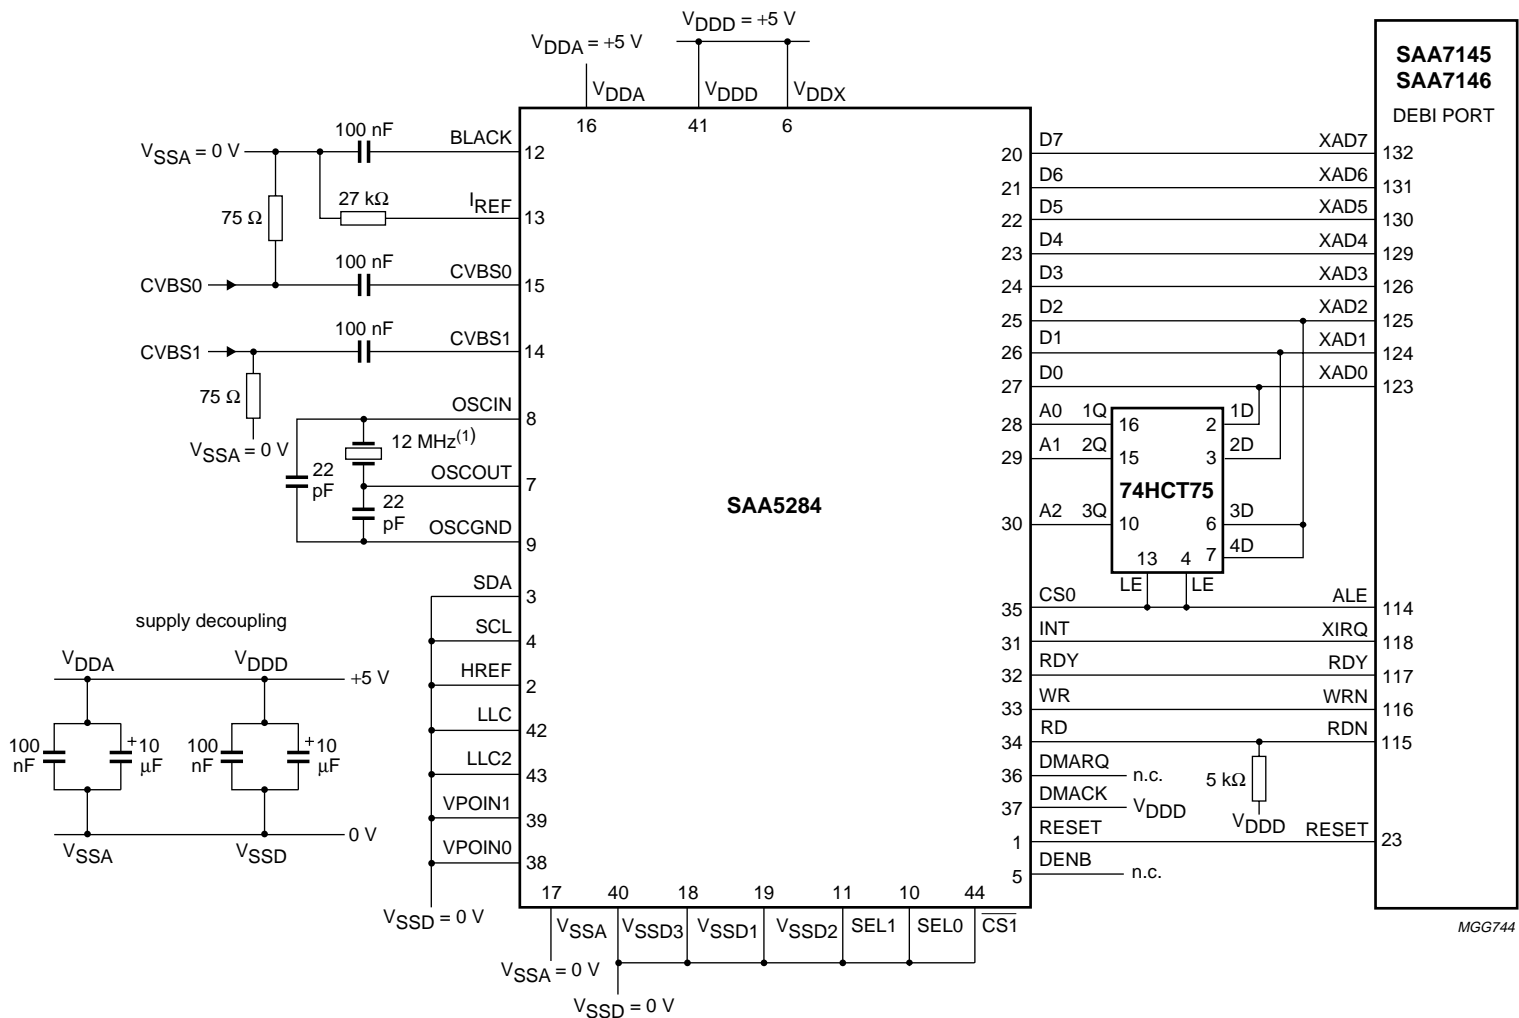 VDDD = +5 V
VDDA = +5 V
VDDA
VDDD
VDDX
16
41
6
SAA7145
SAA7146
DEBI PORT
VSSA = 0 V
100 nF
BLACK
12
27 kΩ
IREF
13
75 Ω
CVBS0
100 nF
CVBS0
15
CVBS1
100 nF
CVBS1
14
75 Ω
VSSA = 0 V
OSCIN
8
12 MHz(1)
OSCOUT
7
22
pF
22
pF
OSCGND
9
SAA5284
SDA
3
SCL
4
HREF
2
LLC
42
LLC2
43
VPOIN1
39
VPOIN0
38
VSSD = 0 V
supply decoupling
VDDA
VDDD
+5 V
100
nF
+
10
µF
100
nF
+
10
µF
VSSA
VSSD
0 V
20 D7 XAD7 132
21 D6 XAD6 131
22 D5 XAD5 130
23 D4 XAD4 129
24 D3 XAD3 126
25 D2 XAD2 125
26 D1 XAD1 124
27 D0 XAD0 123
28 A0 1Q 16 2 1D
29 A1 2Q 15 3 2D
74HCT75
30 A2 3Q 10 6 3D
13 4 7 4D
LE LE
35 CS0 ALE 114
31 INT XIRQ 118
32 RDY RDY 117
33 WR WRN 116
34 RD RDN 115
36 DMARQ n.c.
5 kΩ
37 DMACK VDDD
VDDD
1 RESET RESET 23
5 DENB n.c.
17 40 18 19 11 10 44
VSSA VSSD3 VSSD1 VSSD2 SEL1 SEL0 CS1
VSSA = 0 V
VSSD = 0 V
MGG744